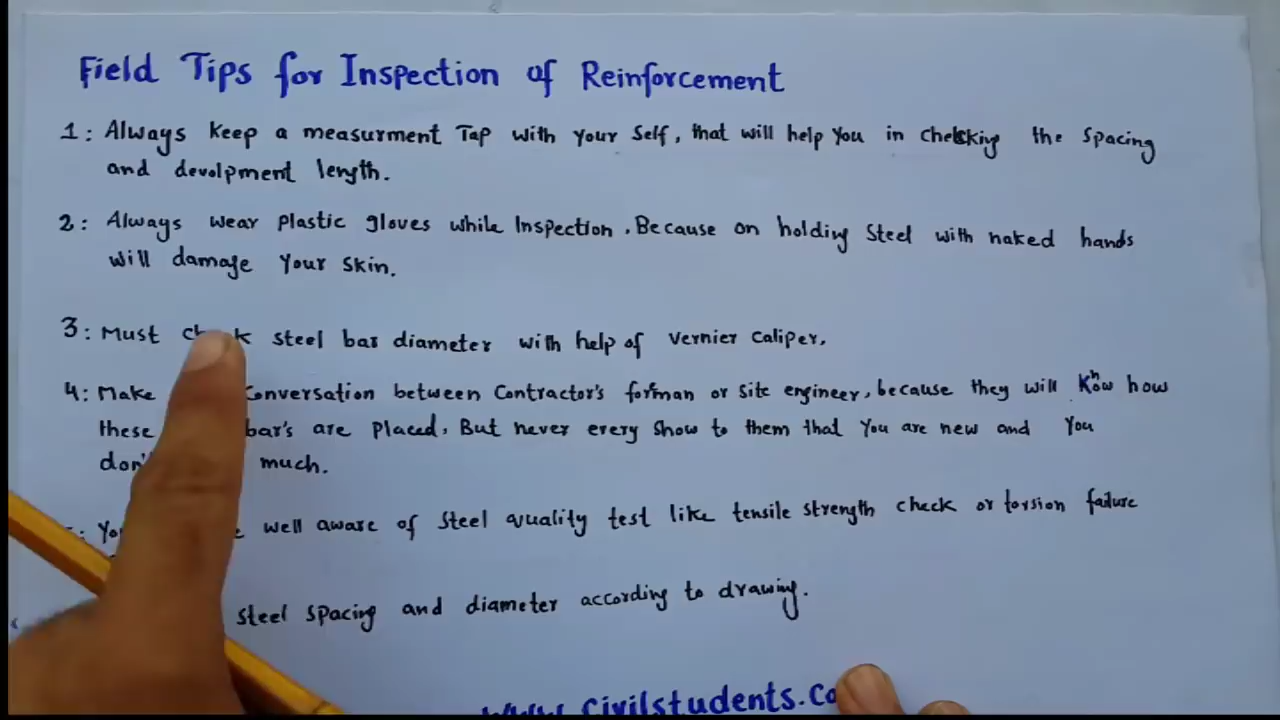 Field Tips for Inspection of Reinforcement
1: Always Keep a measurment Tap with Your Self, that will help You in Checking the Spacing
and devolpment length.
2: Always wear Plastic gloves while Inspection. Because on holding Steel with naked hands
will damage Your Skin.
3: Must check steel bar diameter with help of Vernier Caliper.
4: Make Conversation between Contractor's forman or Site engineer, because they will Know how
these bar's are Placed. But never every Show to them that You are new and You
don't much.
well aware of Steel quality test like tensile strength check or torsion failure
steel spacing and diameter according to drawing.
www.civilstudents.co